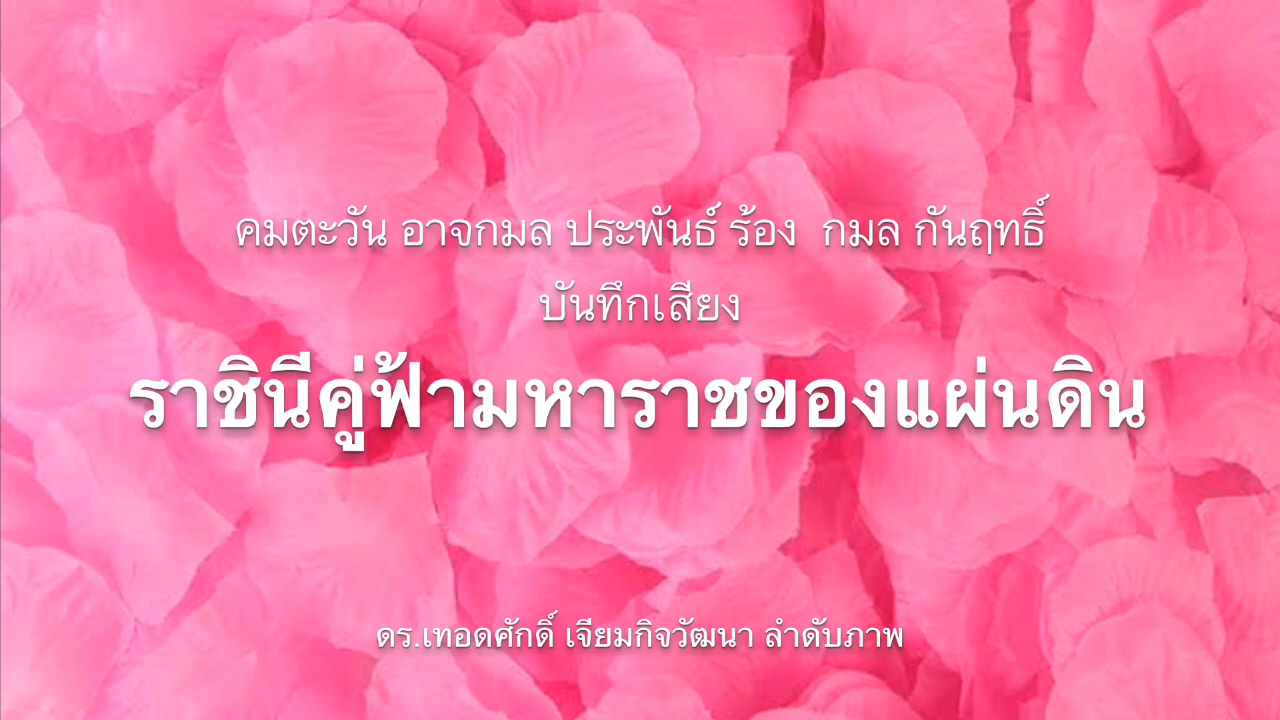 คมตะวัน อาจกมล ประพันธ์ ร้อง  กมล กันฤทธิ์
บันทึกเสียง
ราชินีคู่ฟ้ามหาราชของแผ่นดิน
ดร.เทอดศักดิ์ เจียมกิจวัฒนา ลำดับภาพ